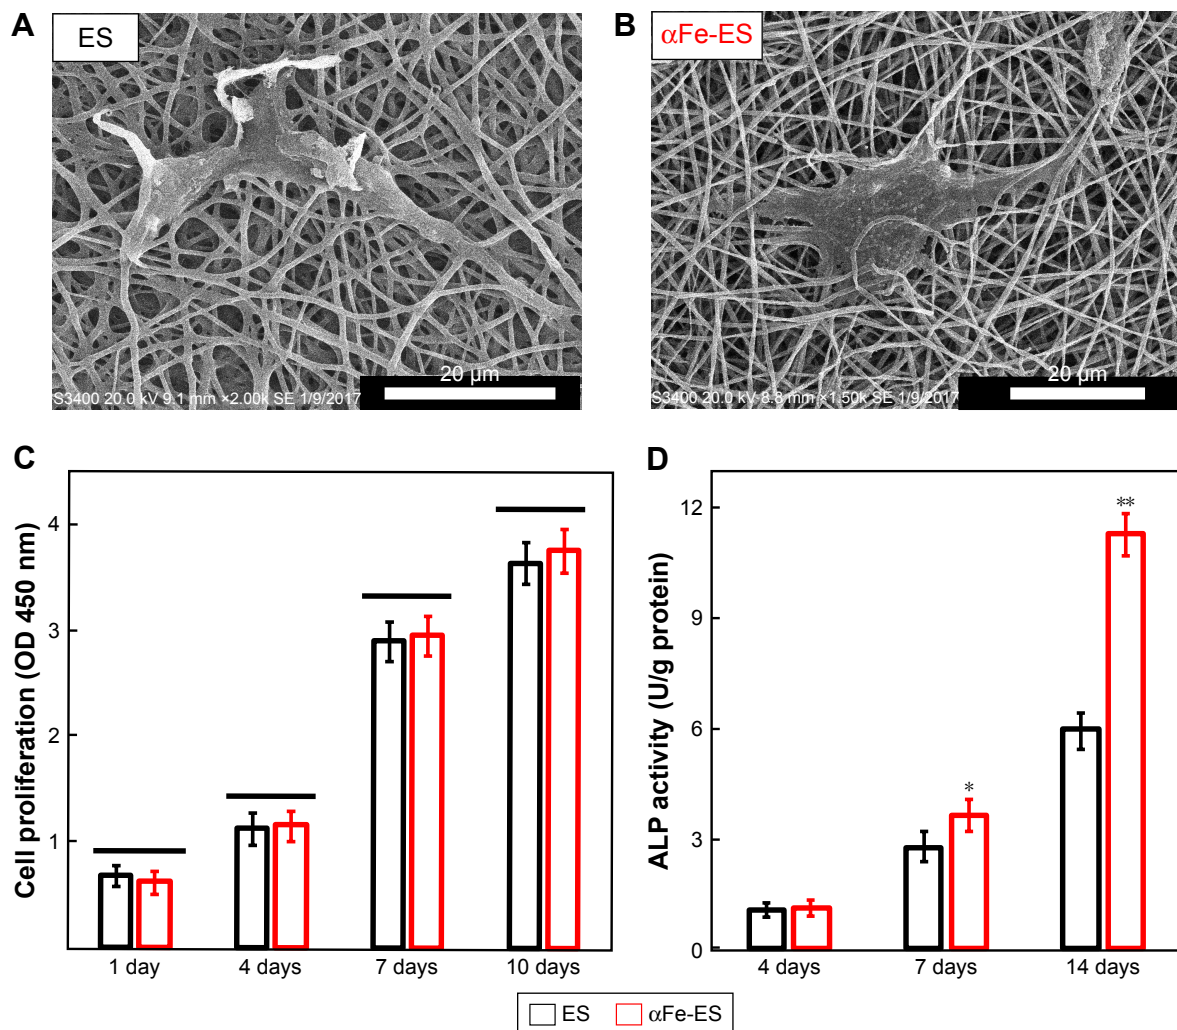 A
ES
20 µm
S3400 20.0 kV 9.1 mm ×2.00k SE 1/9/2017
B
αFe-ES
20 µm
S3400 20.0 kV 8.8 mm ×1.50k SE 1/9/2017
C
Cell proliferation (OD 450 nm)
4
3
2
1
1 day
4 days
7 days
10 days
D
ALP activity (U/g protein)
12
9
6
3
0
*
**
4 days
7 days
14 days
ES
αFe-ES